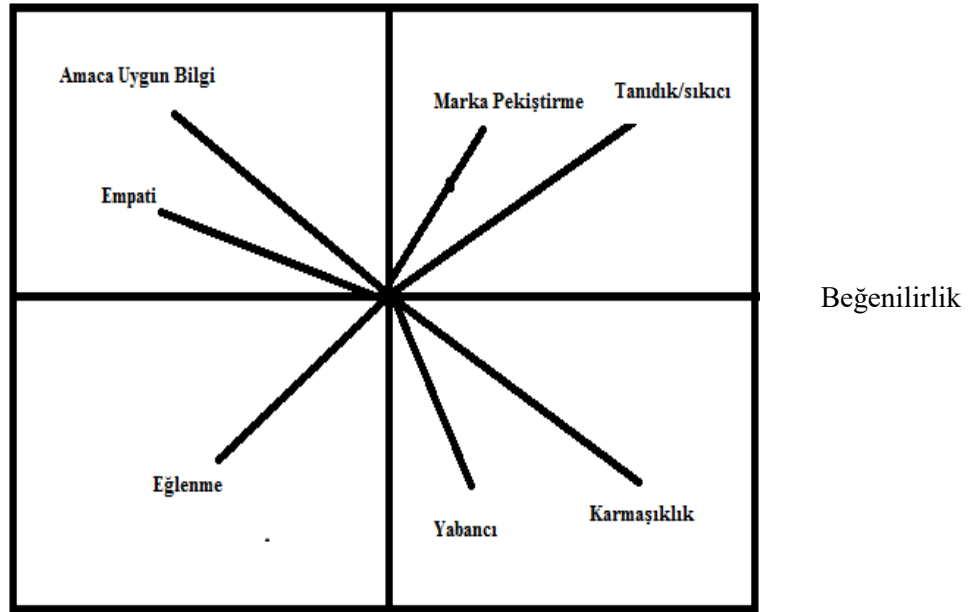 Amaca Uygun Bilgi
Marka Pekiştirme
Tanıdık/sıkıcı
Empati
Beğenilirlik
Eğlenme
Yabancı
Karmaşıklık